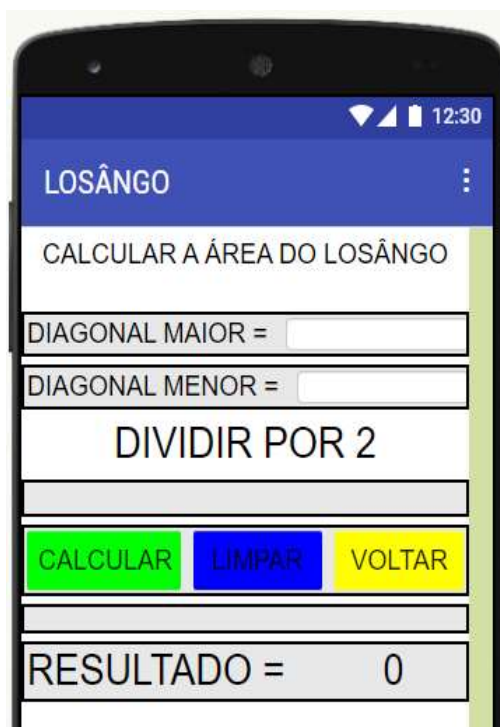 12:30
LOSÂNGO
CALCULAR A ÁREA DO LOSÂNGO
DIAGONAL MAIOR =
DIAGONAL MENOR =
DIVIDIR POR 2
CALCULAR LIMPAR VOLTAR
RESULTADO = 0